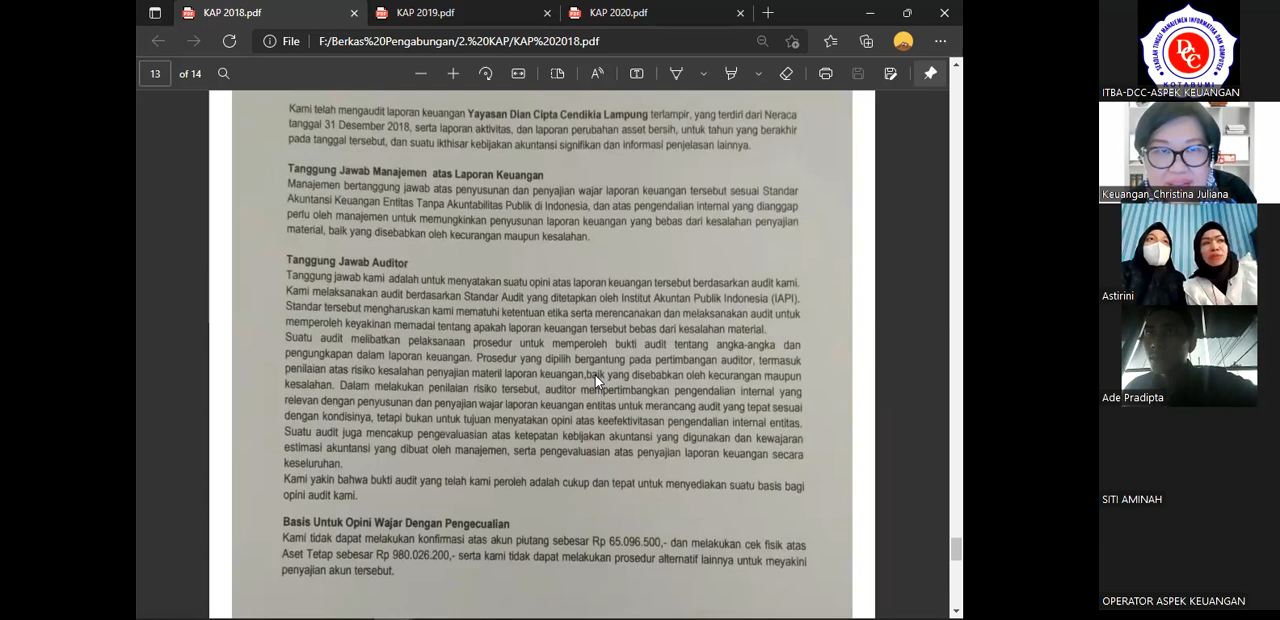 KAP 2018.pdf
KAP 2019.pdf
KAP 2020.pdf
File
F:/Berkas%20Pengabungan/2.%20KAP/KAP%202018.pdf
13 of 14
Kami telah mengaudit laporan keuangan Yayasan Dian Cipta Cendikia Lampung terlampir, yang terdiri dari Neraca
tanggal 31 Desember 2018, serta laporan aktivitas, dan laporan perubahan asset bersih, untuk tahun yang berakhir
pada tanggal tersebut, dan suatu ikthisar kebijakan akuntansi signifikan dan informasi penjelasan lainnya.
Tanggung Jawab Manajemen atas Laporan Keuangan
Manajemen bertanggung jawab atas penyusunan dan penyajian wajar laporan keuangan tersebut sesuai Standar
Akuntansi Keuangan Entitas Tanpa Akuntabilitas Publik di Indonesia, dan atas pengendalian internal yang dianggap
perlu oleh manajemen untuk memungkinkan penyusunan laporan keuangan yang bebas dari kesalahan penyajian
material, baik yang disebabkan oleh kecurangan maupun kesalahan.
Tanggung Jawab Auditor
Tanggung jawab kami adalah untuk menyatakan suatu opini atas laporan keuangan tersebut berdasarkan audit kami.
Kami melaksanakan audit berdasarkan Standar Audit yang ditetapkan oleh Institut Akuntan Publik Indonesia (IAPI).
Standar tersebut mengharuskan kami mematuhi ketentuan etika serta merencanakan dan melaksanakan audit untuk
memperoleh keyakinan memadai tentang apakah laporan keuangan tersebut bebas dari kesalahan material.
Suatu audit melibatkan pelaksanaan prosedur untuk memperoleh bukti audit tentang angka-angka dan
pengungkapan dalam laporan keuangan. Prosedur yang dipilih bergantung pada pertimbangan auditor, termasuk
penilaian atas risiko kesalahan penyajian materil laporan keuangan,baik yang disebabkan oleh kecurangan maupun
kesalahan. Dalam melakukan penilaian risiko tersebut, auditor mempertimbangkan pengendalian internal yang
relevan dengan penyusunan dan penyajian wajar laporan keuangan entitas untuk merancang audit yang tepat sesuai
dengan kondisinya, tetapi bukan untuk tujuan menyatakan opini atas keefektivitasan pengendalian internal entitas.
Suatu audit juga mencakup pengevaluasian atas ketepatan kebijakan akuntansi yang digunakan dan kewajaran
estimasi akuntansi yang dibuat oleh manajemen, serta pengevaluasian atas penyajian laporan keuangan secara
keseluruhan.
Kami yakin bahwa bukti audit yang telah kami peroleh adalah cukup dan tepat untuk menyediakan suatu basis bagi
opini audit kami.
Basis Untuk Opini Wajar Dengan Pengecualian
Kami tidak dapat melakukan konfirmasi atas akun piutang sebesar Rp 65.096.500,- dan melakukan cek fisik atas
Aset Tetap sebesar Rp 980.026.200,- serta kami tidak dapat melakukan prosedur alternatif lainnya untuk meyakini
penyajian akun tersebut.
SEKOLAH TINGGI MANAJEMEN INFORMATIKA DAN KOMPUTER
DCC
KOTABUMI
ITBA-DCC-ASPEK KEUANGAN
Keuangan_Christina Juliana
Astirini
Ade Pradipta
SITI AMINAH
OPERATOR ASPEK KEUANGAN